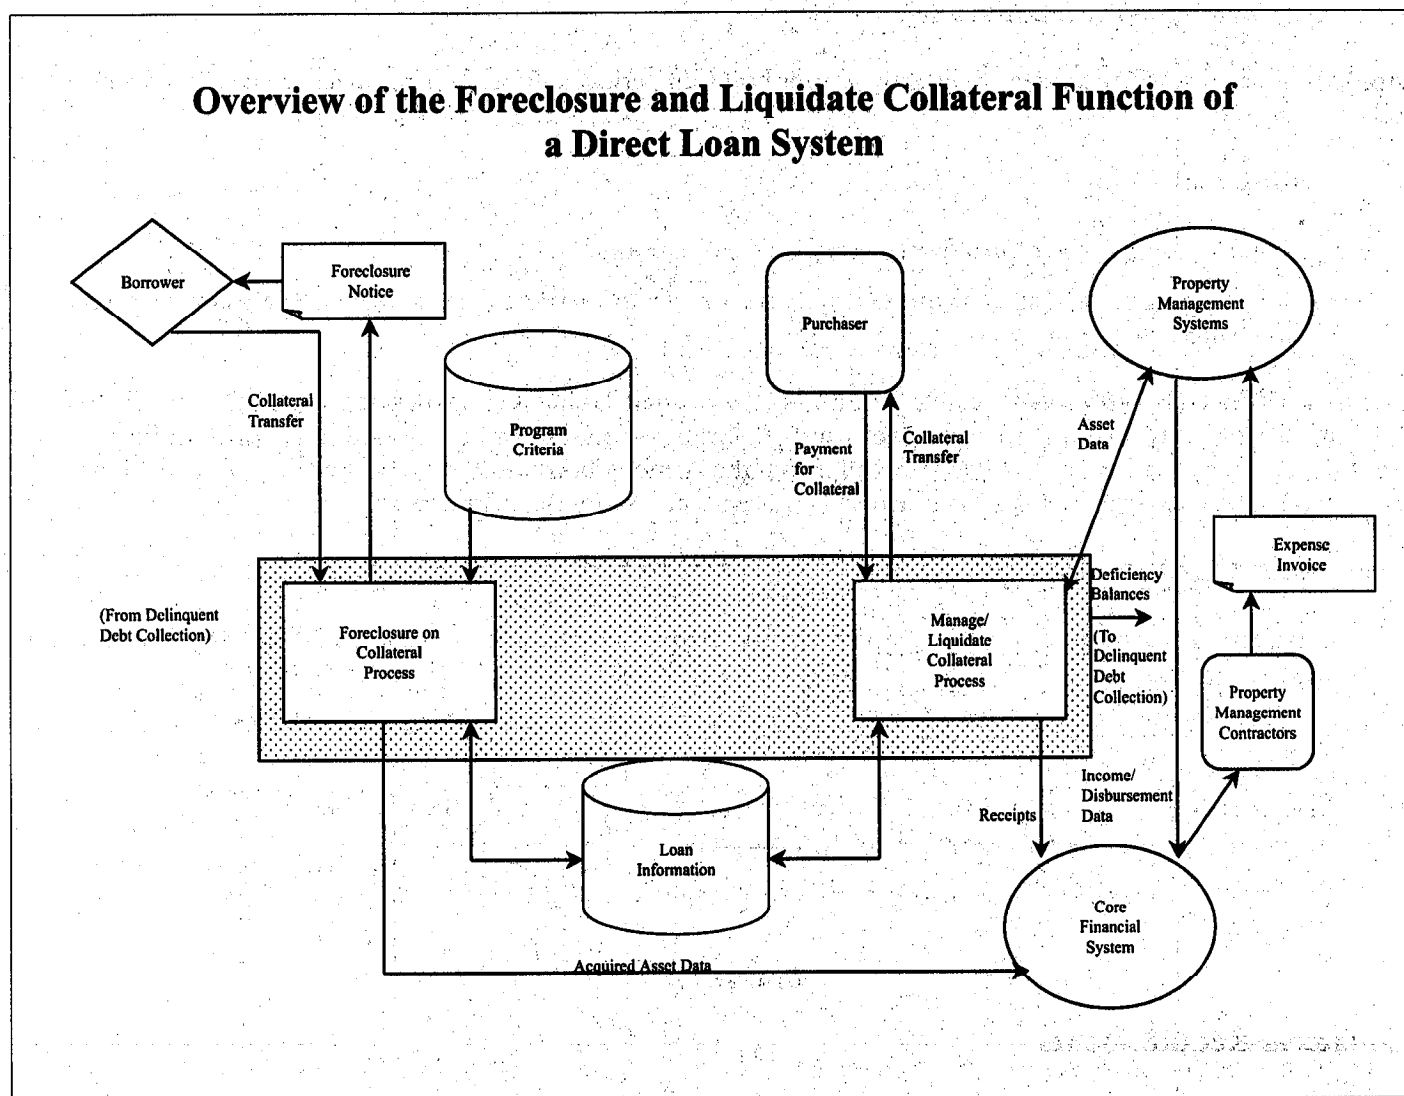 Overview of the Foreclosure and Liquidate Collateral Function of
a Direct Loan System
Borrower
Foreclosure
Notice
Collateral
Transfer
Program
Criteria
Purchaser
Payment
for
Collateral
Collateral
Transfer
Property
Management
Systems
Asset
Data
Expense
Invoice
(From Delinquent
Debt Collection)
Foreclosure on
Collateral
Process
Manage/
Liquidate
Collateral
Process
Deficiency
Balances
(To
Delinquent
Debt
Collection)
Property
Management
Contractors
Income/
Disbursement
Data
Receipts
Loan
Information
Core
Financial
System
Acquired Asset Data